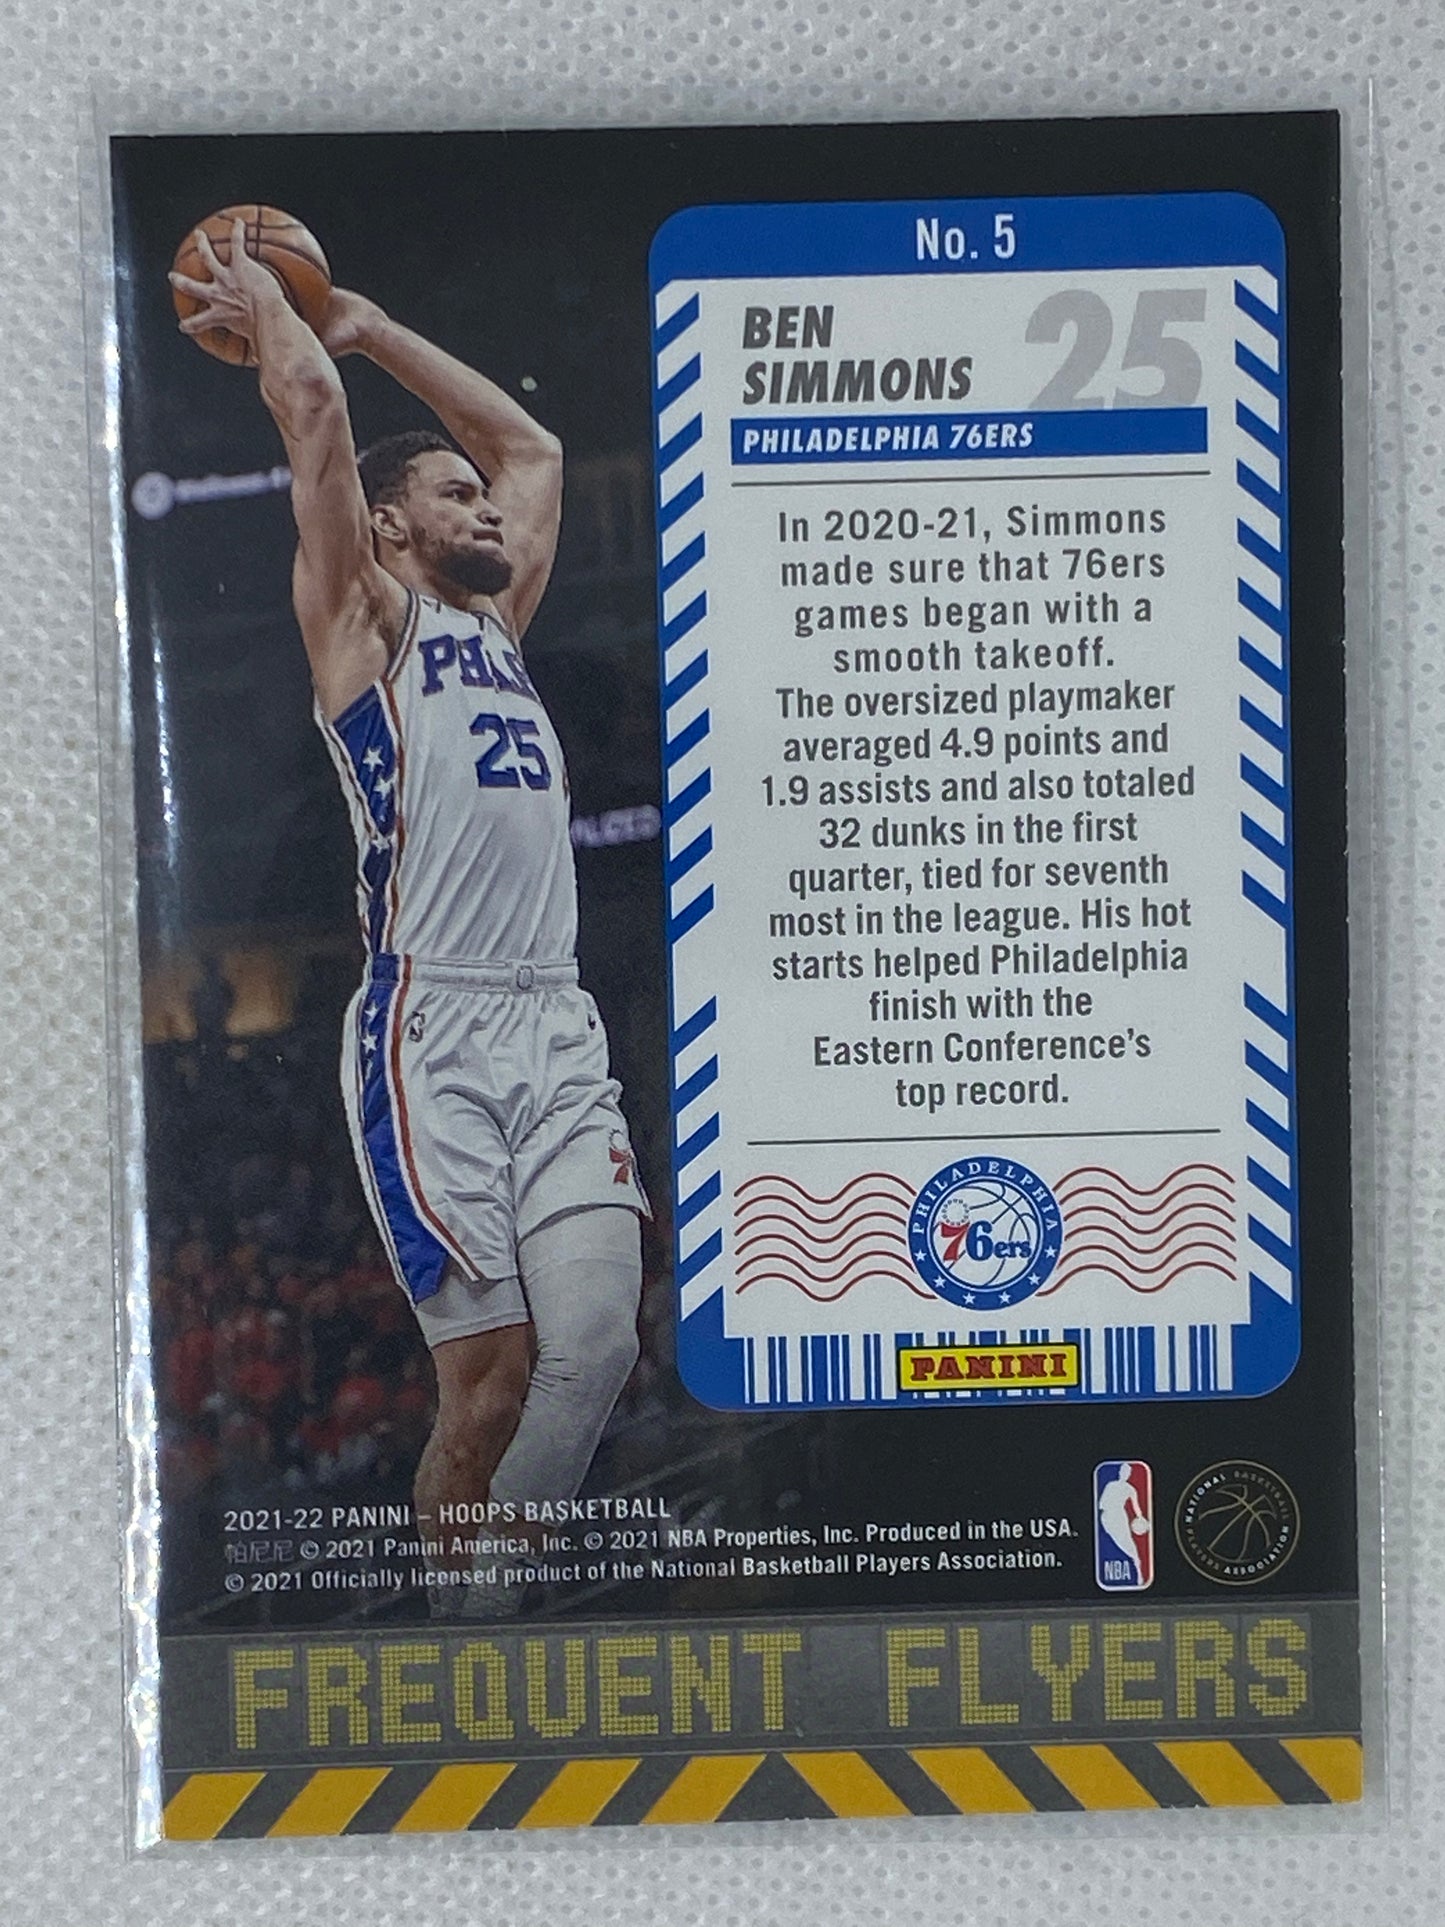 No. 5
BEN
SIMMONS
25
PHILADELPHIA 76ERS
In 2020-21, Simmons
made sure that 76ers
games began with a
smooth takeoff.
The oversized playmaker
averaged 4.9 points and
1.9 assists and also totaled
32 dunks in the first
quarter, tied for seventh
most in the league. His hot
starts helped Philadelphia
finish with the
Eastern Conference's
top record.
PHILADELPHIA
76ers
PANINI
PHILA
25
2021-22 PANINI – HOOPS BASKETBALL
帕尼尼 © 2021 Panini America, Inc. © 2021 NBA Properties, Inc. Produced in the USA.
© 2021 Officially licensed product of the National Basketball Players Association.
NBA
NATIONAL BASKETBALL PLAYERS ASSOCIATION
FREQUENT FLYERS